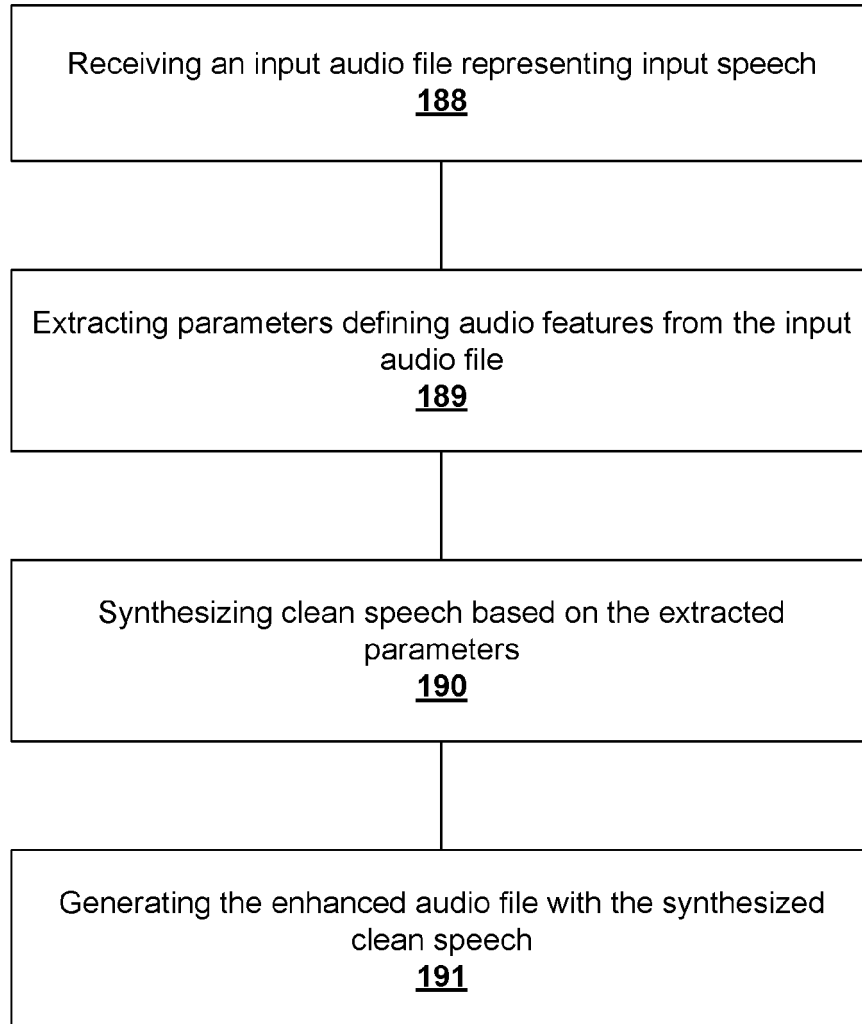 Receiving an input audio file representing input speech
188
Extracting parameters defining audio features from the input
audio file
189
Synthesizing clean speech based on the extracted
parameters
190
Generating the enhanced audio file with the synthesized
clean speech
191